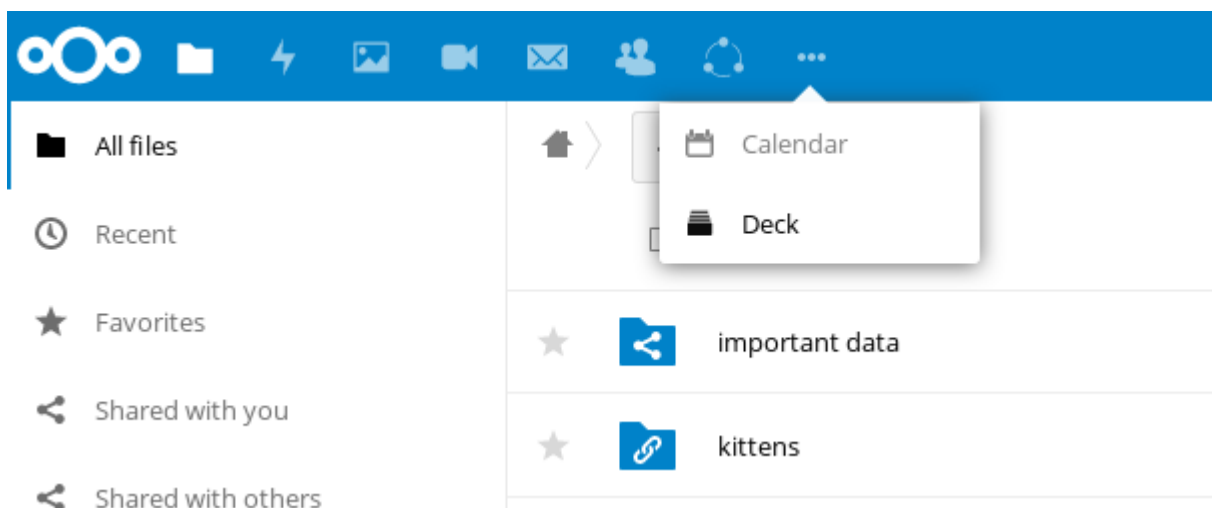 All files
Recent
Favorites
Shared with you
Shared with others
Calendar
Deck
important data
kittens